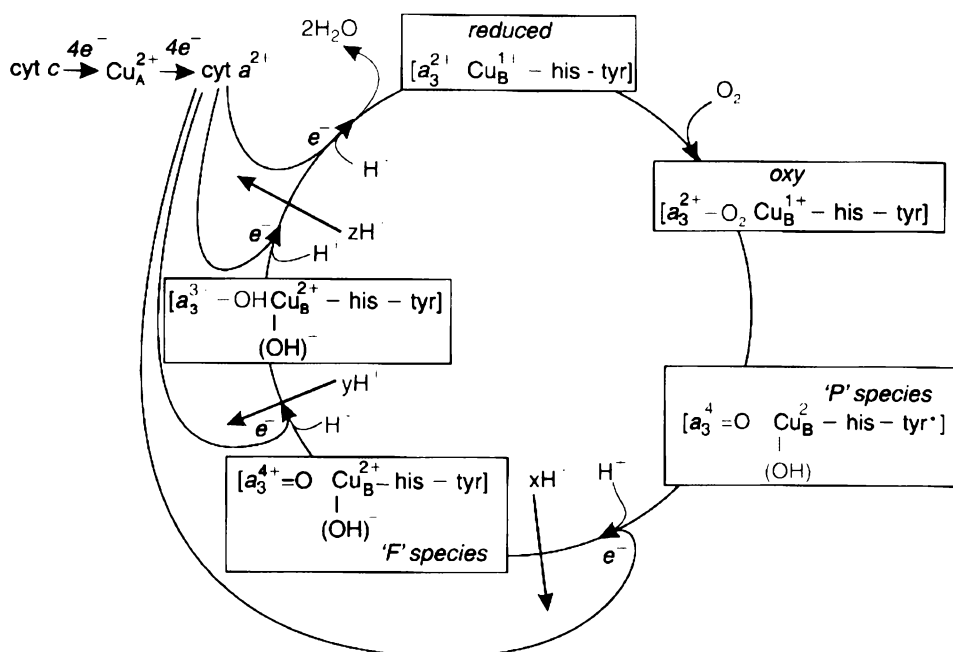 cyt c → Cu_A^{2+} → cyt a^{2+}
4e⁻ 4e⁻
2H₂O
reduced
[a₃^{2+} Cu_B^{1+} – his - tyr]
O₂
oxy
[a₃^{2+} – O₂ Cu_B^{1+} – his – tyr]
'P' species
[a₃^{4} =O Cu_B^{2} – his – tyr•]
(OH)
H⁺
e⁻
xH
[a₃^{4+}=O Cu_B^{2+} – his – tyr]
(OH)⁻
'F' species
e⁻
H
yH
[a₃^{3} – OH Cu_B^{2+} – his – tyr]
(OH)⁻
e⁻
H
zH
e⁻
H